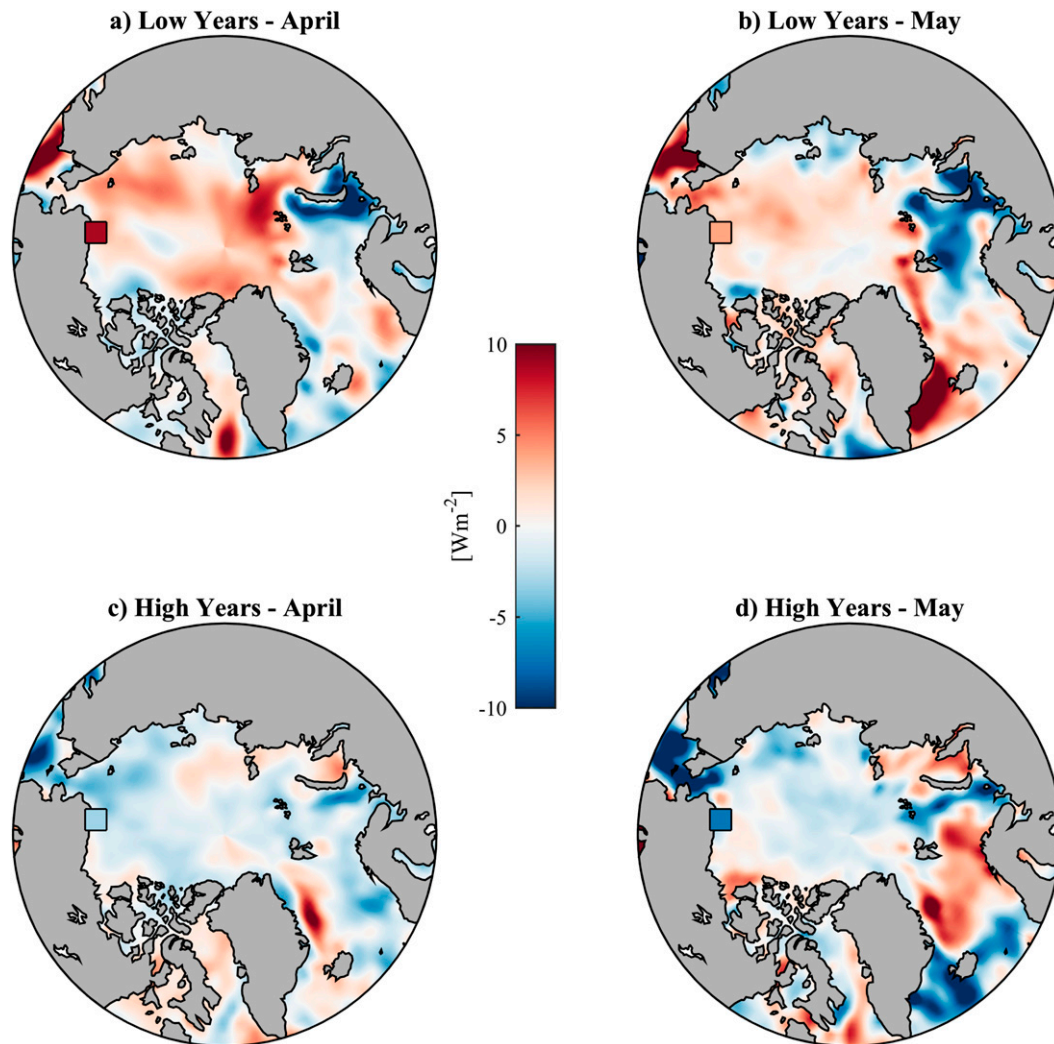 a) Low Years - April
b) Low Years - May
10
5
0
-5
-10
[Wm-2]
c) High Years - April
d) High Years - May